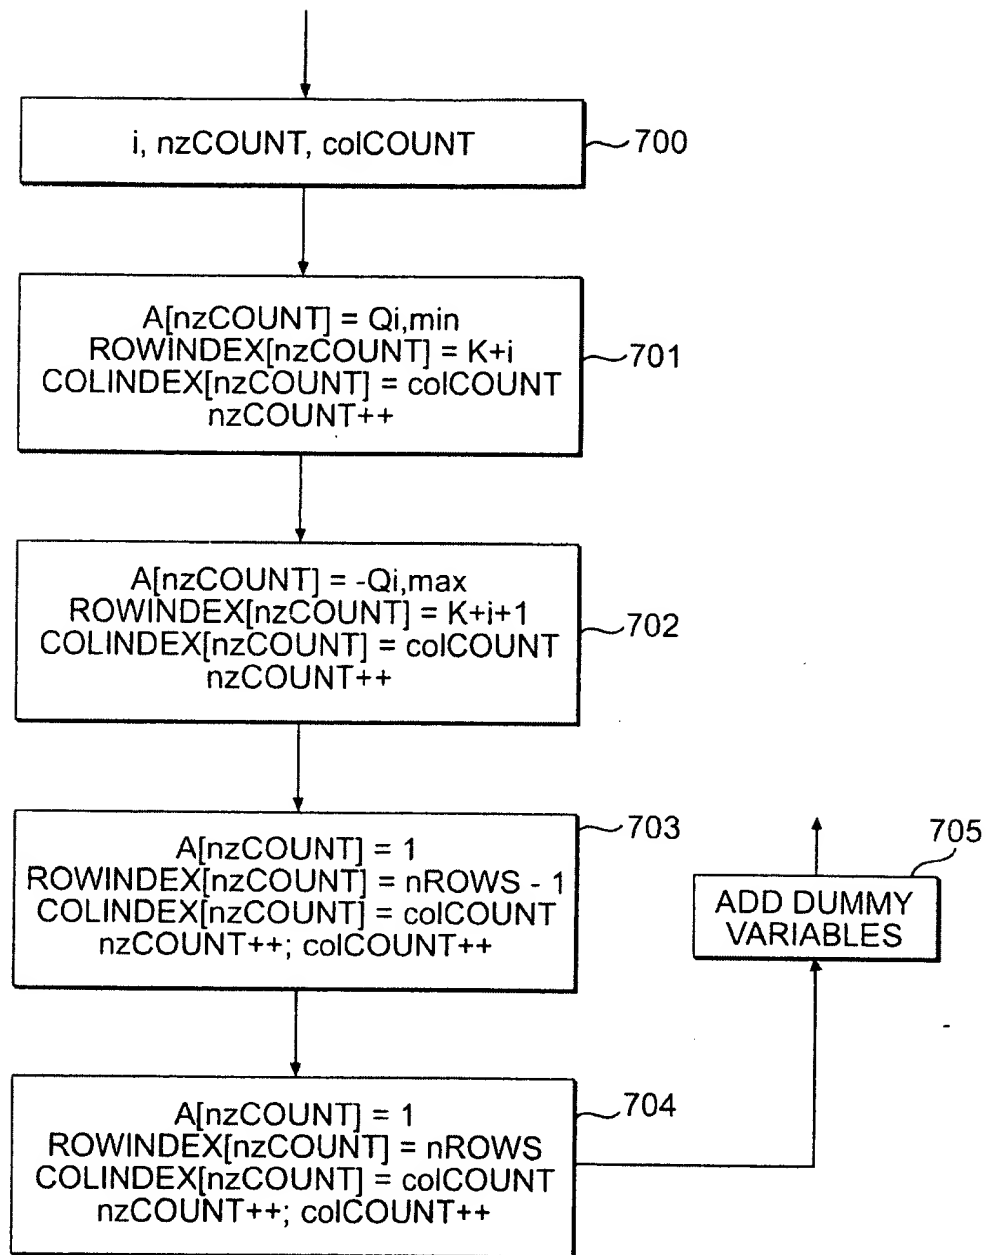 i, nzCOUNT, colCOUNT
700
A[nzCOUNT] = Qi,min
ROWINDEX[nzCOUNT] = K+i
COLINDEX[nzCOUNT] = colCOUNT
nzCOUNT++
701
A[nzCOUNT] = -Qi,max
ROWINDEX[nzCOUNT] = K+i+1
COLINDEX[nzCOUNT] = colCOUNT
nzCOUNT++
702
A[nzCOUNT] = 1
ROWINDEX[nzCOUNT] = nROWS - 1
COLINDEX[nzCOUNT] = colCOUNT
nzCOUNT++; colCOUNT++
703
A[nzCOUNT] = 1
ROWINDEX[nzCOUNT] = nROWS
COLINDEX[nzCOUNT] = colCOUNT
nzCOUNT++; colCOUNT++
704
705
ADD DUMMY
VARIABLES